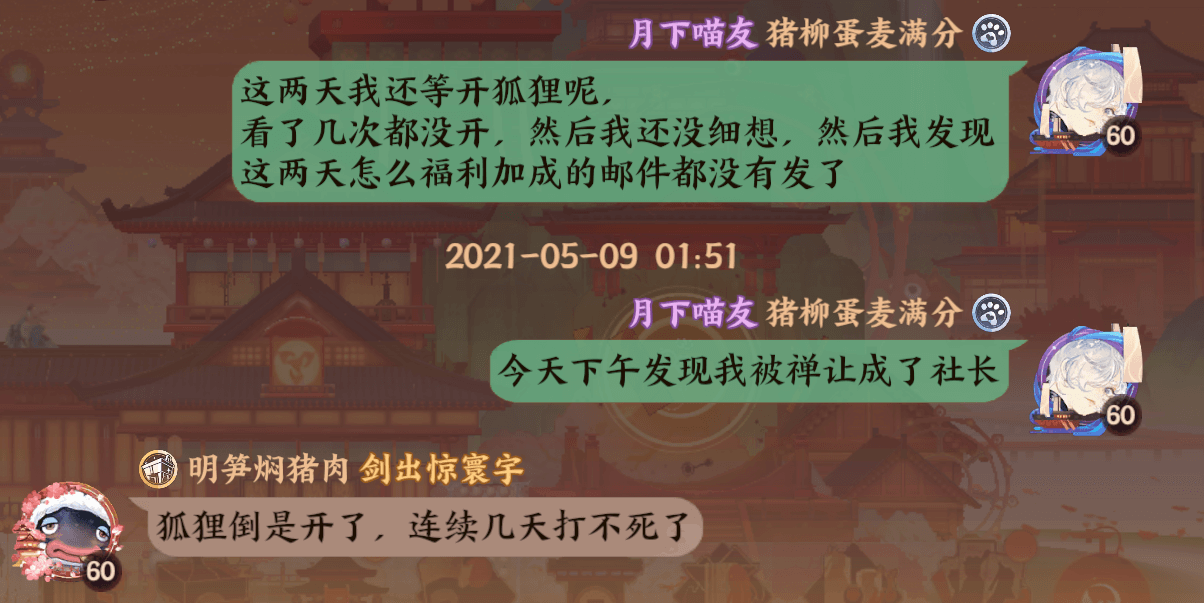 月下喵友 猪柳蛋麦满分
这两天我还等开狐狸呢，
看了几次都没开，然后我还没细想，然后我发现
这两天怎么福利加成的邮件都没有发了
60
2021-05-09 01:51
月下喵友 猪柳蛋麦满分
今天下午发现我被禅让成了社长
60
明笋焖猪肉 剑出惊寰宇
狐狸倒是开了，连续几天打不死了
60